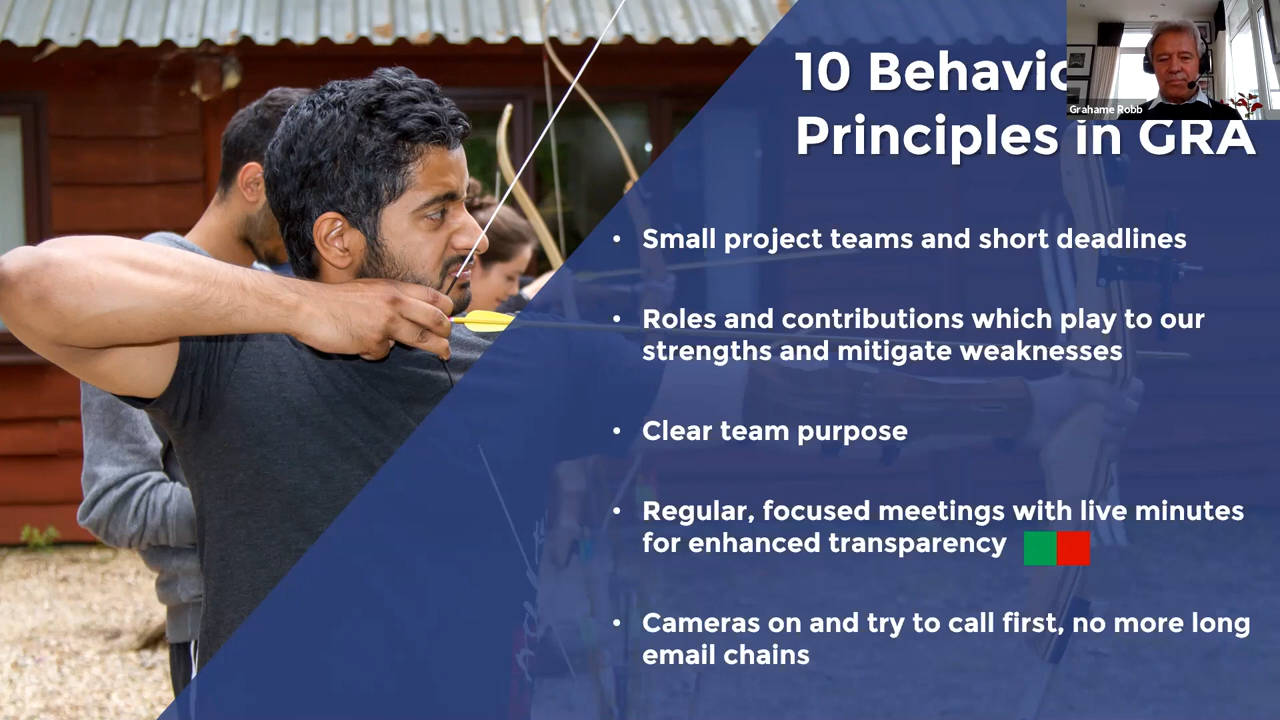 10 Behavio
Principles in GRA
Grahame Robb
• Small project teams and short deadlines
• Roles and contributions which play to our
strengths and mitigate weaknesses
• Clear team purpose
• Regular, focused meetings with live minutes
for enhanced transparency
• Cameras on and try to call first, no more long
email chains